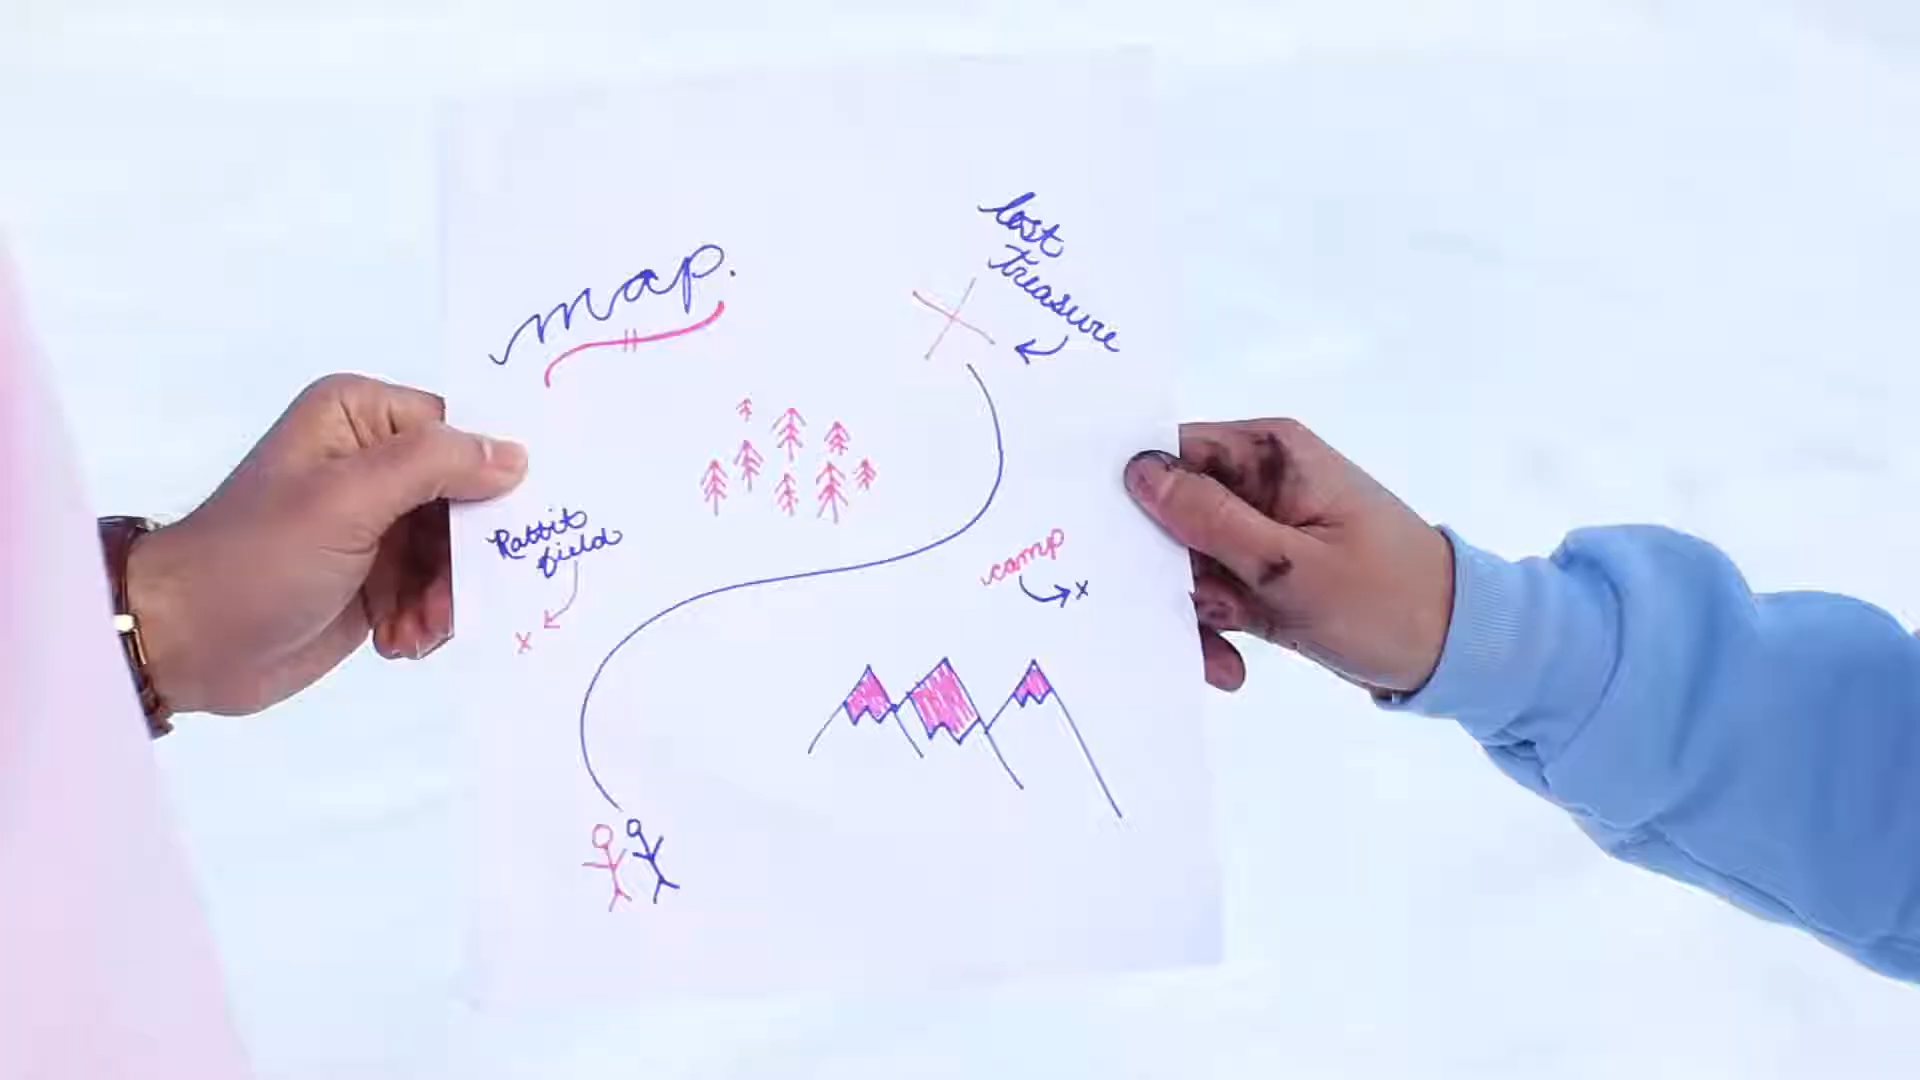 map.
lost
treasure
Rabbit
field
x
camp
x